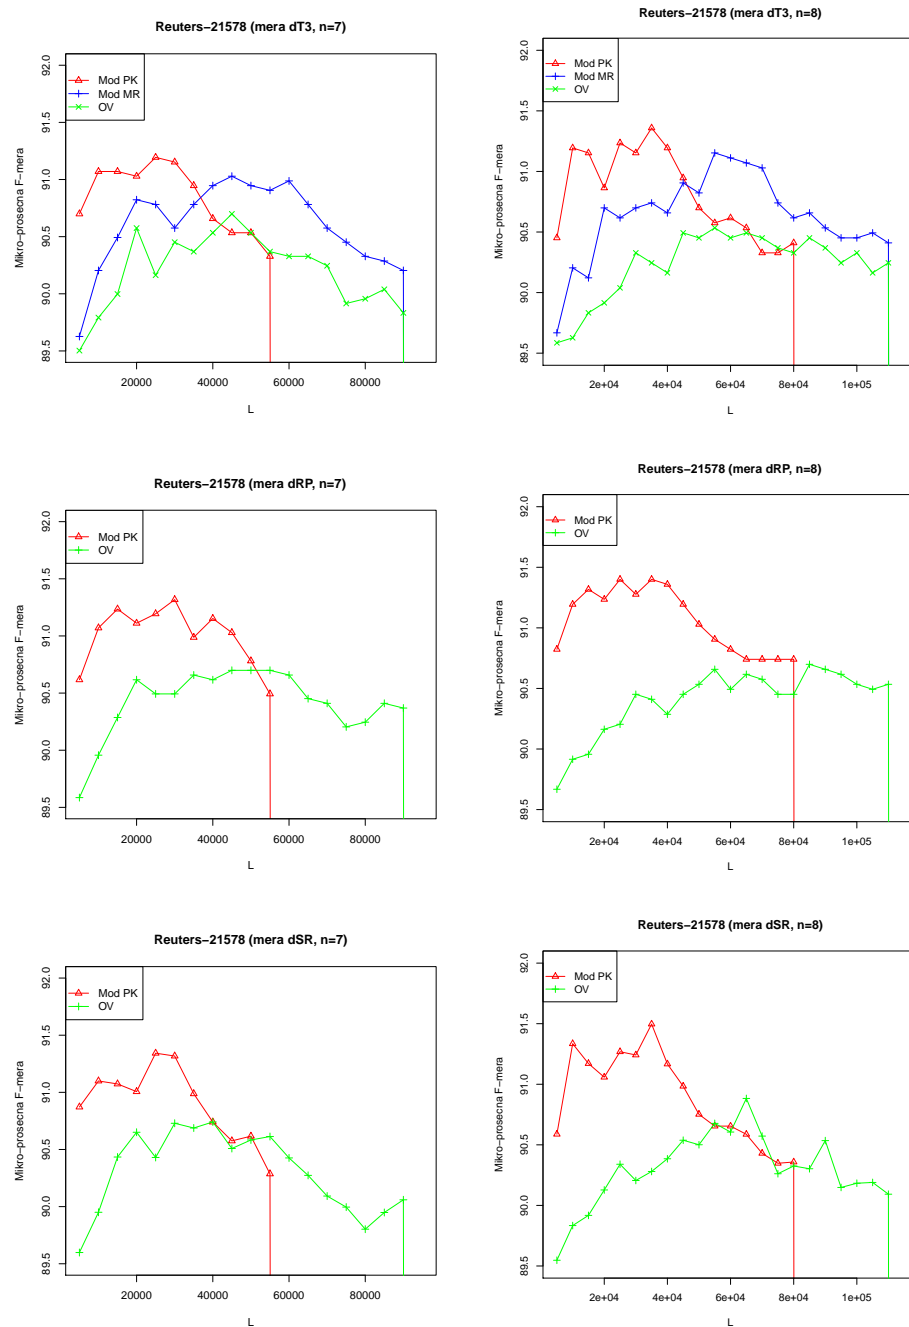 Reuters−21578 (mera dT3, n=7)
Mod PK
Mod MR
OV
Mikro−prosecna F−mera
89.5 90.0 90.5 91.0 91.5 92.0
20000 40000 60000 80000
L
Reuters−21578 (mera dT3, n=8)
Mod PK
Mod MR
OV
Mikro−prosecna F−mera
89.5 90.0 90.5 91.0 91.5 92.0
2e+04 4e+04 6e+04 8e+04 1e+05
L
Reuters−21578 (mera dRP, n=7)
Mod PK
OV
Mikro−prosecna F−mera
89.5 90.0 90.5 91.0 91.5 92.0
20000 40000 60000 80000
L
Reuters−21578 (mera dRP, n=8)
Mod PK
OV
Mikro−prosecna F−mera
89.5 90.0 90.5 91.0 91.5 92.0
2e+04 4e+04 6e+04 8e+04 1e+05
L
Reuters−21578 (mera dSR, n=7)
Mod PK
OV
Mikro−prosecna F−mera
89.5 90.0 90.5 91.0 91.5 92.0
20000 40000 60000 80000
L
Reuters−21578 (mera dSR, n=8)
Mod PK
OV
Mikro−prosecna F−mera
89.5 90.0 90.5 91.0 91.5 92.0
2e+04 4e+04 6e+04 8e+04 1e+05
L